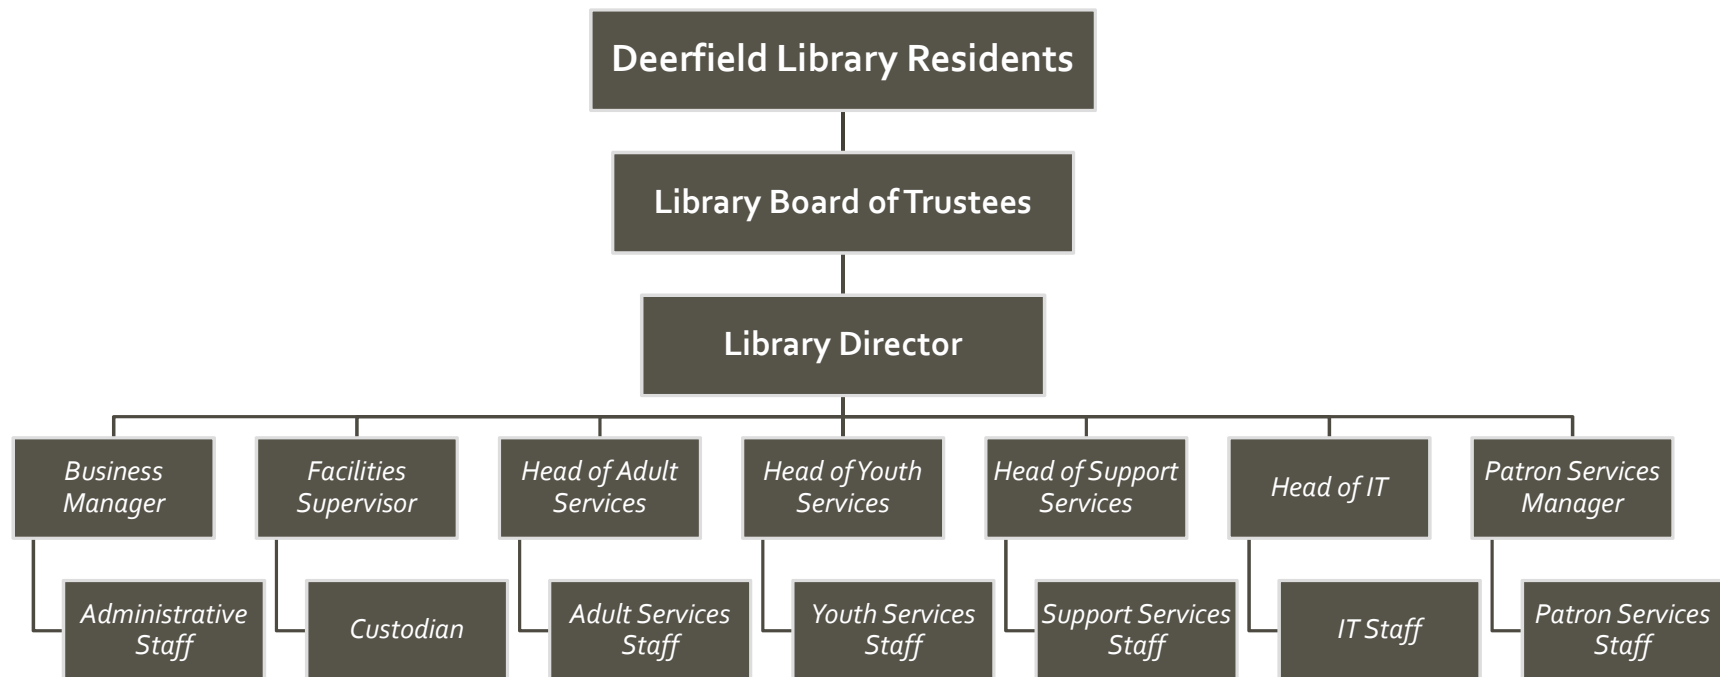 Deerfield Library Residents
Library Board of Trustees
Library Director
Business
Manager
Facilities
Supervisor
Head of Adult
Services
Head of Youth
Services
Head of Support
Services
Head of IT
Patron Services
Manager
Administrative
Staff
Custodian
Adult Services
Staff
Youth Services
Staff
Support Services
Staff
IT Staff
Patron Services
Staff